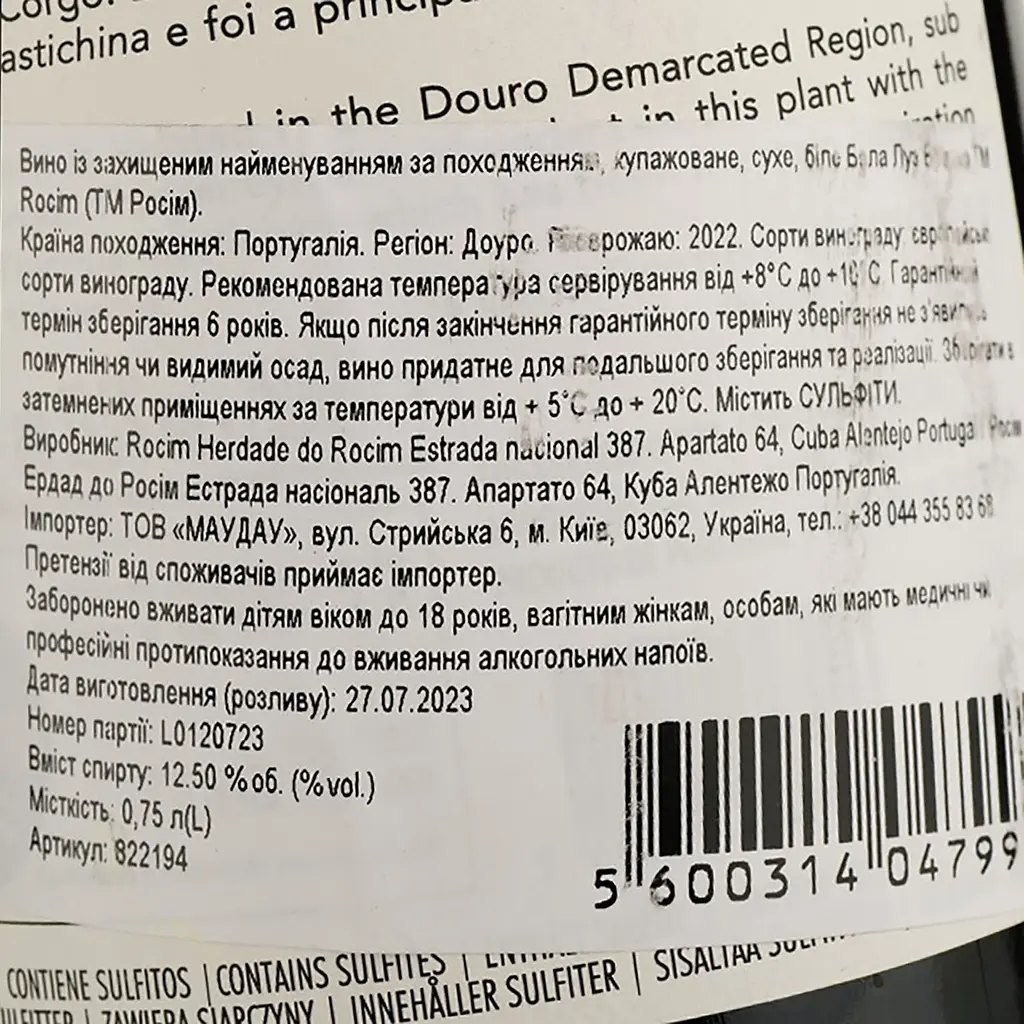 Corgo.
astichina e foi a princip
in the Douro Demarcated Region, sub
in this plant with the
Вино із захищеним найменуванням за походженням, купажоване, сухе, біле
Rocim (ТМ Росім).
Країна походження: Португалія. Регіон: Доуро. врожаю: 2022. Сорти винограду: європейські
сорти винограду. Рекомендована температура сервірування від +8°C до +10°C. Гарантійний
термін зберігання 6 років. Якщо після закінчення гарантійного терміну зберігання не з'явилось
помутніння чи видимий осад, вино придатне для подальшого зберігання та реалізації. Зберігати в
затемнених приміщеннях за температури від + 5°C до + 20°C. Містить СУЛЬФІТИ.
Виробник: Rocim Herdade do Rocim Estrada nacional 387. Apartato 64, Cuba Alentejo Portugal / Росім
Ердад до Росім Естрада насіональ 387. Апартато 64, Куба Алентежо Португалія.
Імпортер: ТОВ «МАУДАУ», вул. Стрийська 6, м. Київ, 03062, Україна, тел.: +38 044 355 83 68
Претензії від споживачів приймає імпортер.
Заборонено вживати дітям віком до 18 років, вагітним жінкам, особам, які мають медичні чи
професійні протипоказання до вживання алкогольних напоїв.
Дата виготовлення (розливу): 27.07.2023
Номер партії: L0120723
Вміст спирту: 12.50 % об. (% vol.)
Місткість: 0,75 л(L)
Артикул: 822194
5 600314 04799
CONTIENE SULFITOS | CONTAINS SULFITES |
ZAWIERA SIARCZYNY | INNEHÅLLER SULFITER | SISÄLTÄÄ